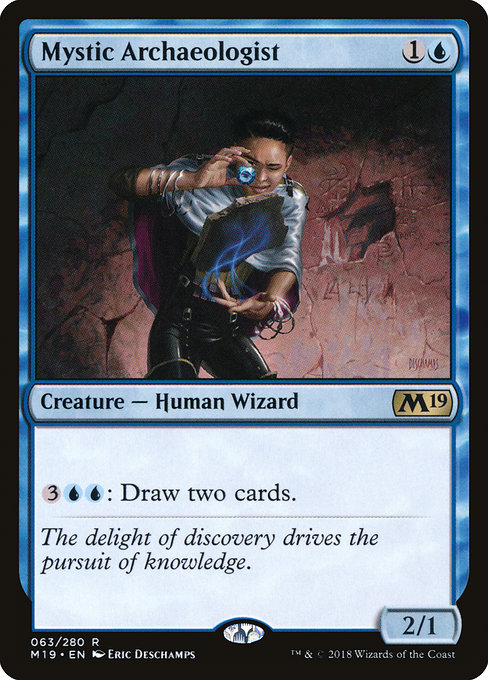 Mystic Archaeologist 1
DESCHAMPS
Creature — Human Wizard M19
3: Draw two cards.
The delight of discovery drives the
pursuit of knowledge.
2/1
063/280 R
M19 • EN Eric Deschamps ™ & © 2018 Wizards of the Coast